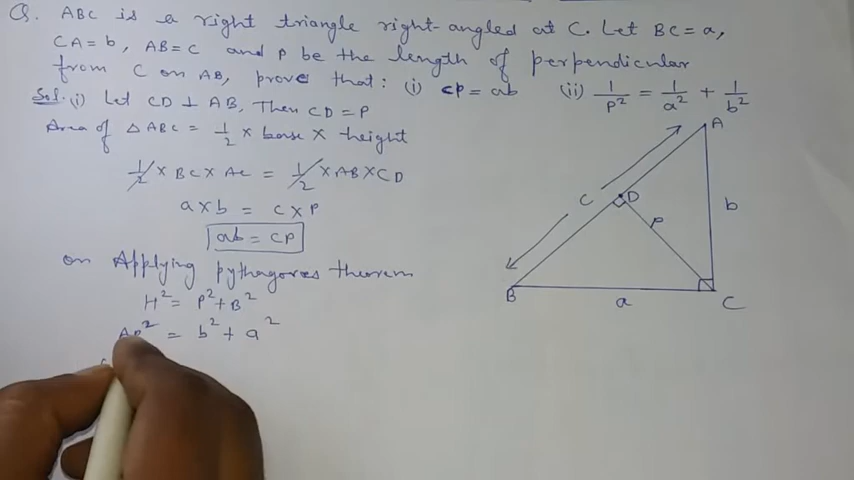 Q. ABC is a right triangle right-angled at C. Let BC = a,
CA = b, AB = c and p be the length of perpendicular
from C on AB, prove that: (i) cp = ab (ii) 1/p² = 1/a² + 1/b²
Sol. (i) Let CD ⊥ AB, Then CD = P
Area of △ ABC = 1/2 × base × height
1/2 × BC × AC = 1/2 × AB × CD
a × b = c × p
ab = cp
on Applying pythagores theorem
H² = P² + B²
AB² = b² + a²
A
B
C
D
c
p
b
a